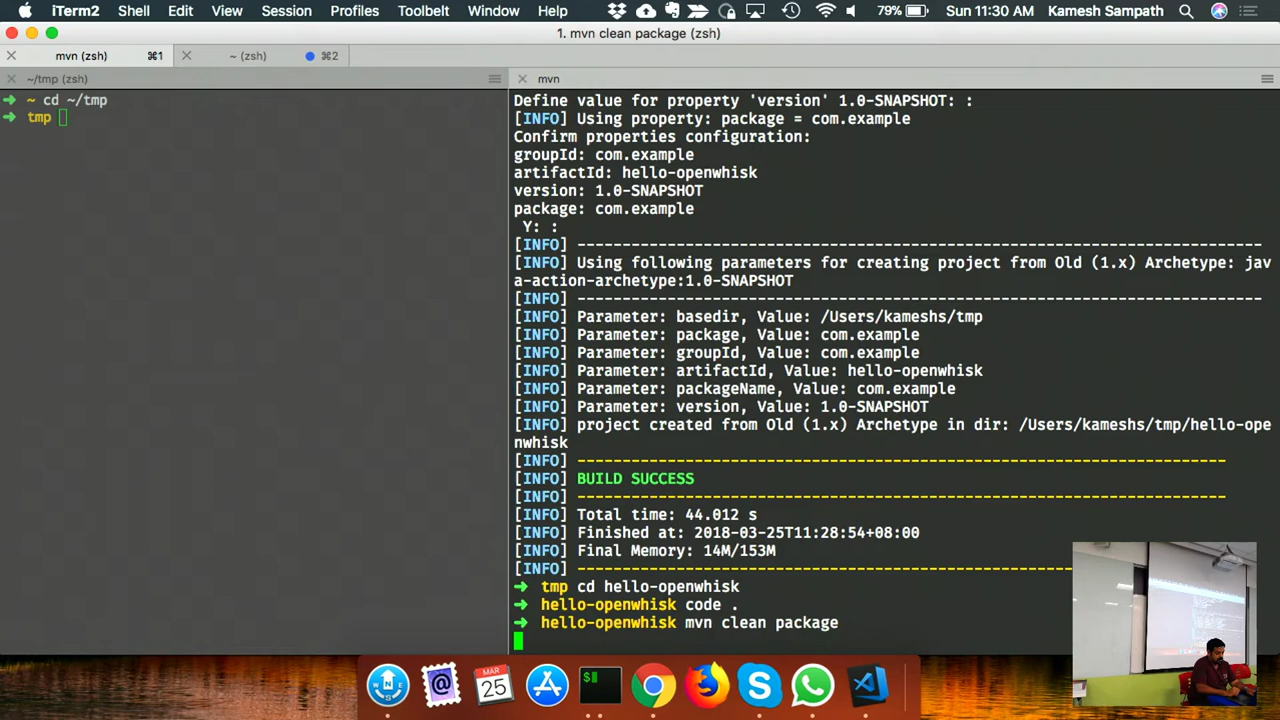 iTerm2 Shell Edit View Session Profiles Toolbelt Window Help 79% Sun 11:30 AM Kamesh Sampath
1. mvn clean package (zsh)
mvn (zsh) ⌘1 ~ (zsh) ⌘2
~/tmp (zsh)
➜ ~ cd ~/tmp
➜ tmp
mvn
Define value for property 'version' 1.0-SNAPSHOT: :
[INFO] Using property: package = com.example
Confirm properties configuration:
groupId: com.example
artifactId: hello-openwhisk
version: 1.0-SNAPSHOT
package: com.example
Y: :
[INFO] ----------------------------------------------------------------------------
[INFO] Using following parameters for creating project from Old (1.x) Archetype: jav
a-action-archetype:1.0-SNAPSHOT
[INFO] ----------------------------------------------------------------------------
[INFO] Parameter: basedir, Value: /Users/kameshs/tmp
[INFO] Parameter: package, Value: com.example
[INFO] Parameter: groupId, Value: com.example
[INFO] Parameter: artifactId, Value: hello-openwhisk
[INFO] Parameter: packageName, Value: com.example
[INFO] Parameter: version, Value: 1.0-SNAPSHOT
[INFO] project created from Old (1.x) Archetype in dir: /Users/kameshs/tmp/hello-ope
nwhisk
[INFO] ------------------------------------------------------------------------
[INFO] BUILD SUCCESS
[INFO] ------------------------------------------------------------------------
[INFO] Total time: 44.012 s
[INFO] Finished at: 2018-03-25T11:28:54+08:00
[INFO] Final Memory: 14M/153M
[INFO] -------------------------------------------------------
➜ tmp cd hello-openwhisk
➜ hello-openwhisk code .
➜ hello-openwhisk mvn clean package
MAR
25